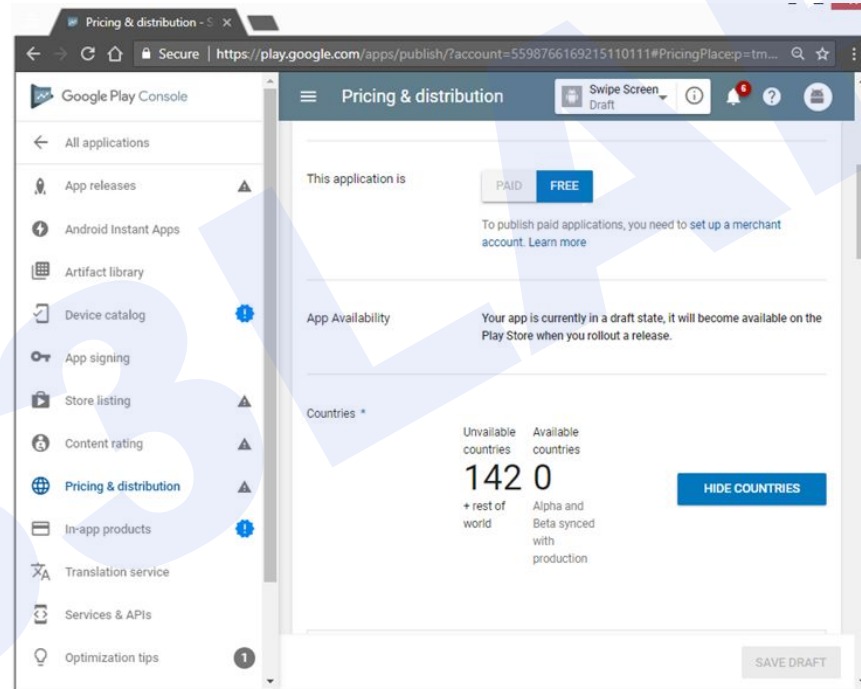 Pricing & distribution - S
Secure | https://play.google.com/apps/publish/?account=5598766169215110111#PricingPlace:p=tm...
Google Play Console
Pricing & distribution
Swipe Screen
Draft
6
All applications
App releases
Android Instant Apps
Artifact library
Device catalog
App signing
Store listing
Content rating
Pricing & distribution
In-app products
Translation service
Services & APIs
Optimization tips
1
This application is
PAID
FREE
To publish paid applications, you need to set up a merchant
account. Learn more
App Availability
Your app is currently in a draft state, it will become available on the
Play Store when you rollout a release.
Countries *
Unvailable
countries
142
+ rest of
world
Available
countries
0
Alpha and
Beta synced
with
production
HIDE COUNTRIES
SAVE DRAFT